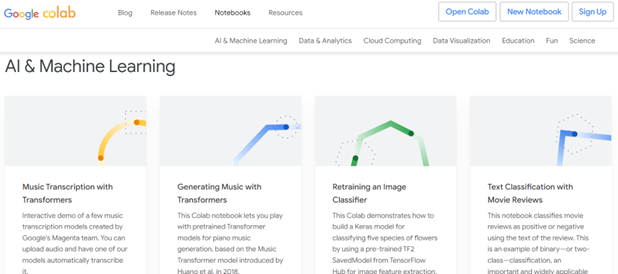 Google colab
Blog
Release Notes
Notebooks
Resources
Open Colab
New Notebook
Sign Up
AI & Machine Learning
Data & Analytics
Cloud Computing
Data Visualization
Education
Fun
Science
AI & Machine Learning
Music Transcription with
Transformers
Interactive demo of a few music
transcription models created by
Google's Magenta team. You can
upload audio and have one of our
models automatically transcribe
it.
Generating Music with
Transformers
This Colab notebook lets you play
with pretrained Transformer
models for piano music
generation, based on the Music
Transformer model introduced by
Huang et al. in 2018.
Retraining an Image
Classifier
This Colab demonstrates how to
build a Keras model for
classifying five species of flowers
by using a pre-trained TF2
SavedModel from TensorFlow
Hub for image feature extraction,
Text Classification with
Movie Reviews
This notebook classifies movie
reviews as positive or negative
using the text of the review. This
is an example of binary—or two-
class—classification, an
important and widely applicable